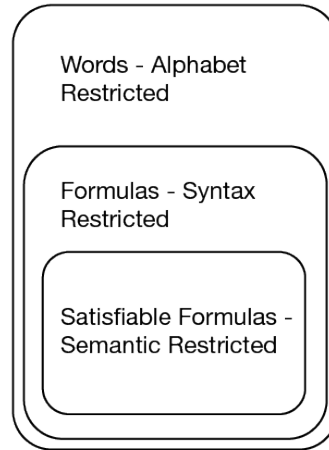 Words - Alphabet
Restricted
Formulas - Syntax
Restricted
Satisfiable Formulas -
Semantic Restricted